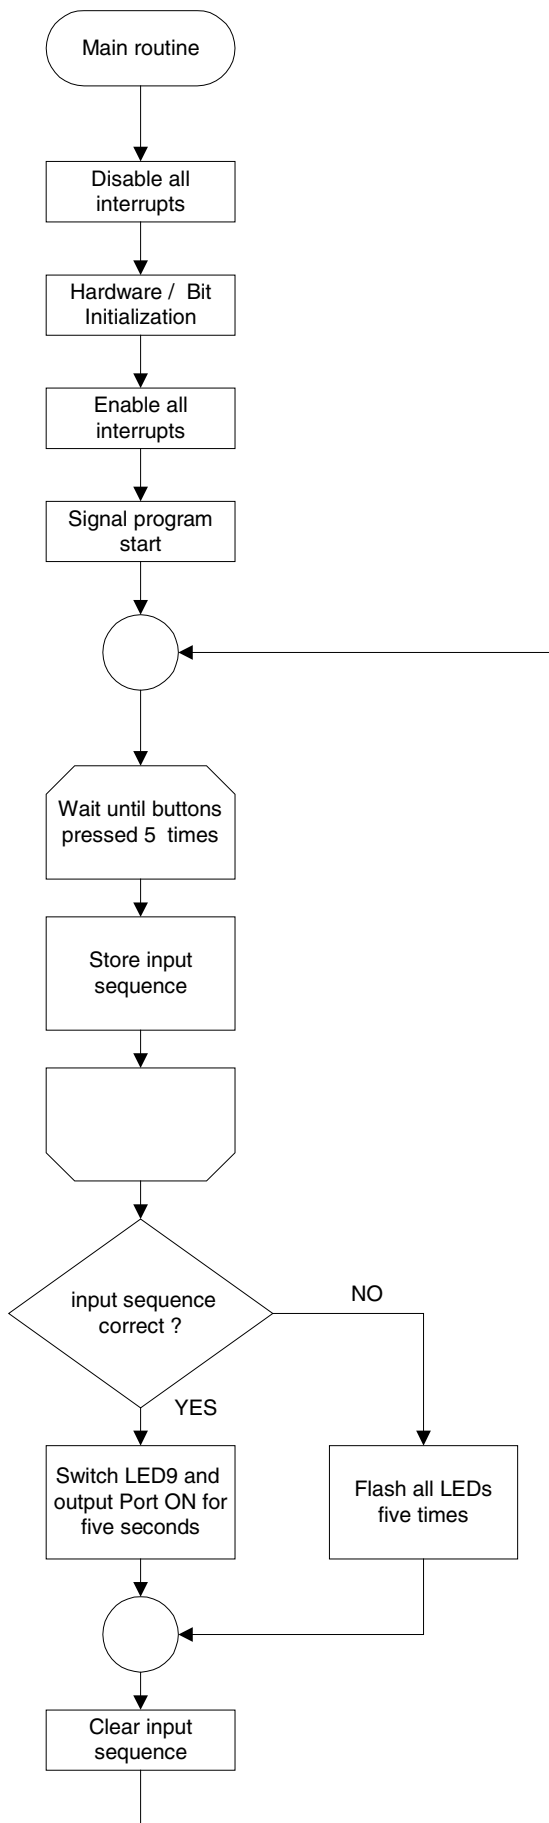 Main routine
Disable all
interrupts
Hardware / Bit
Initialization
Enable all
interrupts
Signal program
start
Wait until buttons
pressed 5 times
Store input
sequence
input sequence
correct ?
NO
YES
Switch LED9 and
output Port ON for
five seconds
Flash all LEDs
five times
Clear input
sequence